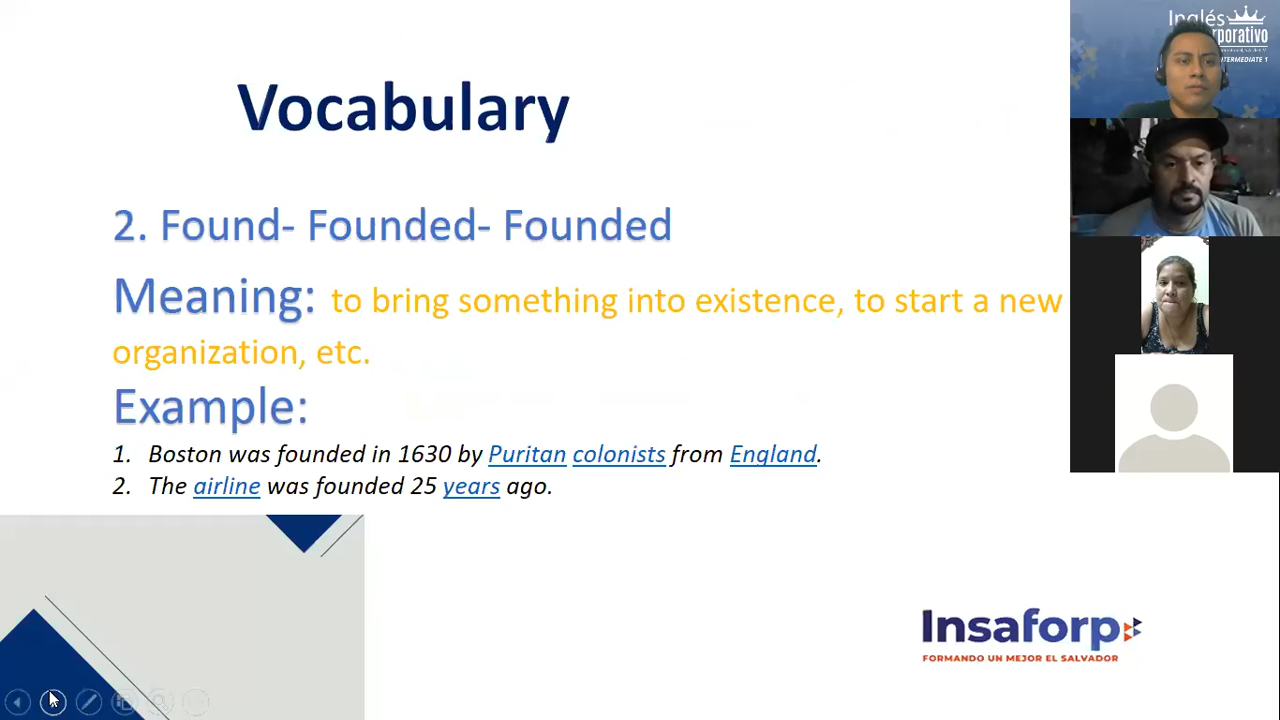 Vocabulary
2. Found- Founded- Founded
Meaning: to bring something into existence, to start a new
organization, etc.
Example:
1. Boston was founded in 1630 by Puritan colonists from England.
2. The airline was founded 25 years ago.
Insaforp
FORMANDO UN MEJOR EL SALVADOR
Inglés
INTERMEDIATE 1